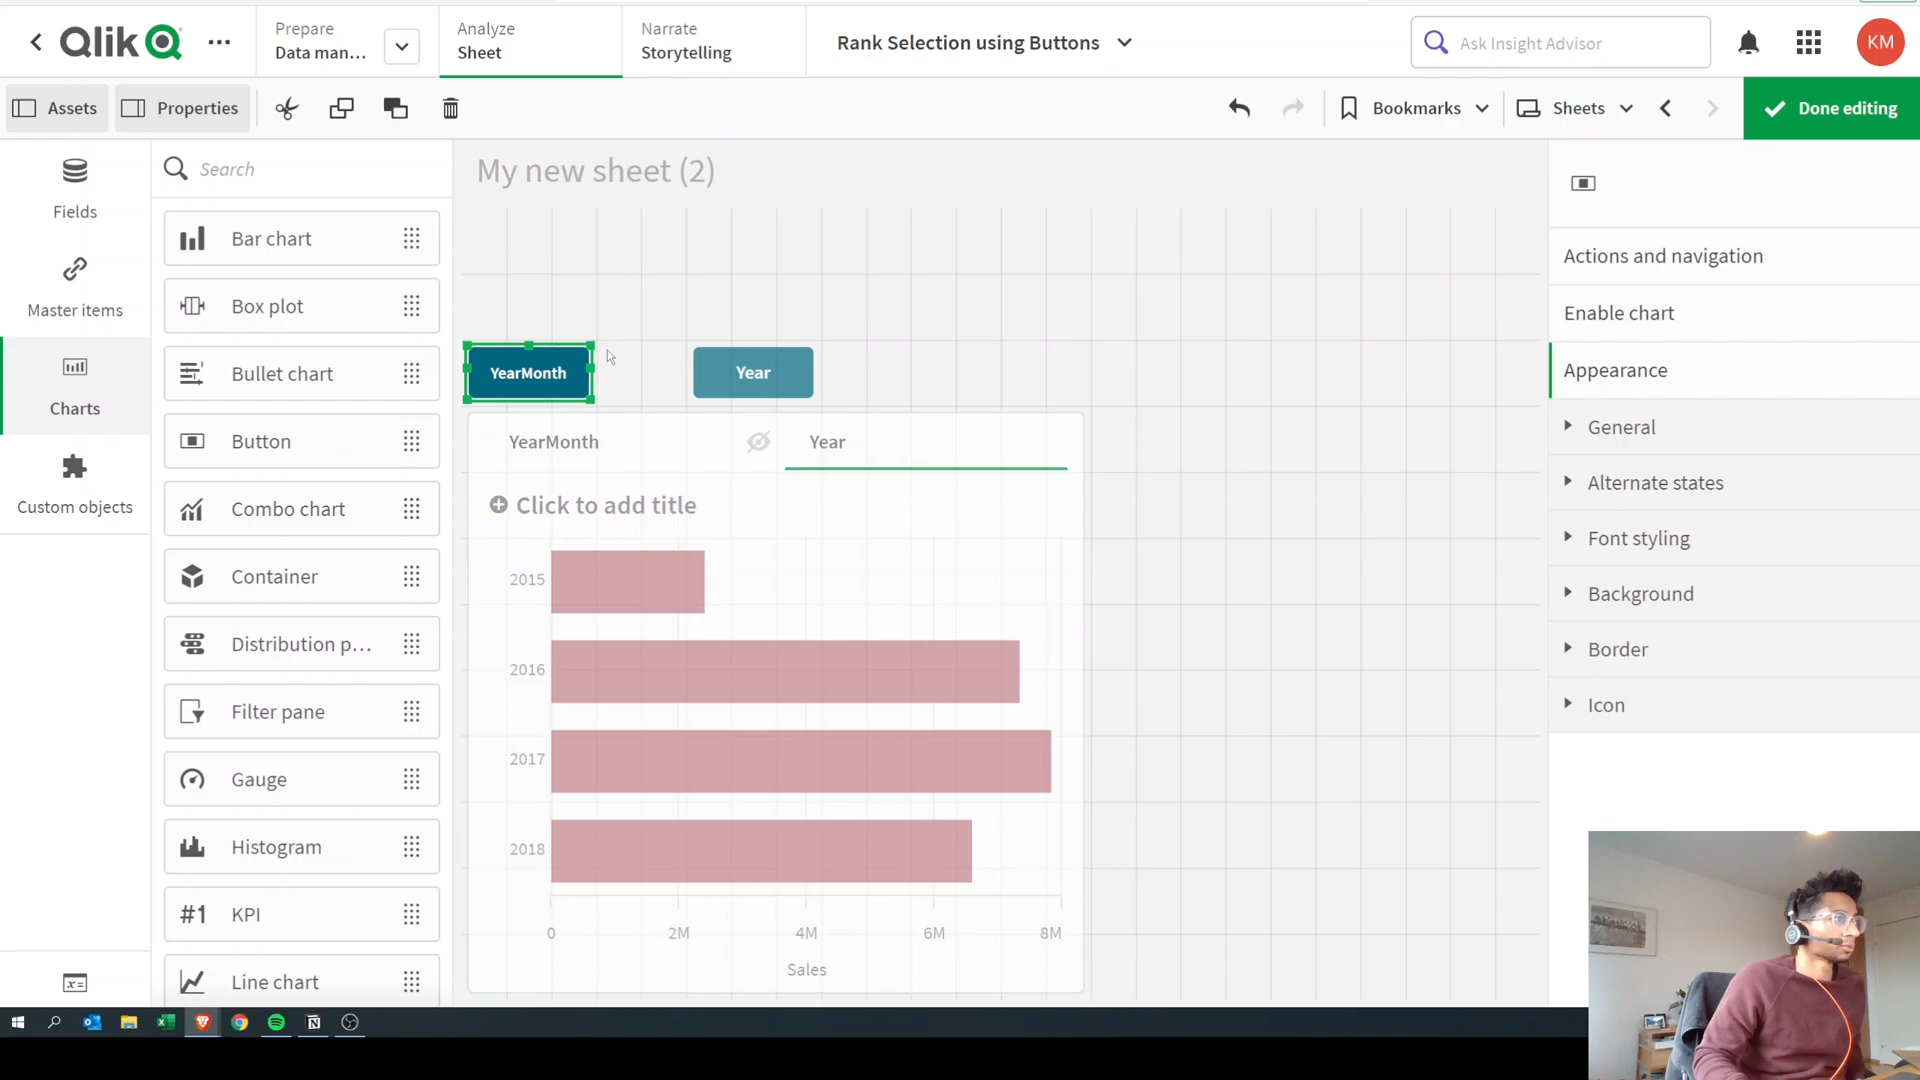 Qlik
Prepare
Data man...
Analyze
Sheet
Narrate
Storytelling
Rank Selection using Buttons
Ask Insight Advisor
KM
Assets
Properties
Bookmarks
Sheets
Done editing
Fields
Master items
Charts
Custom objects
Search
Bar chart
Box plot
Bullet chart
Button
Combo chart
Container
Distribution p...
Filter pane
Gauge
Histogram
#1 KPI
Line chart
My new sheet (2)
YearMonth
Year
YearMonth
Year
Click to add title
2015
2016
2017
2018
0
2M
4M
6M
8M
Sales
Actions and navigation
Enable chart
Appearance
General
Alternate states
Font styling
Background
Border
Icon